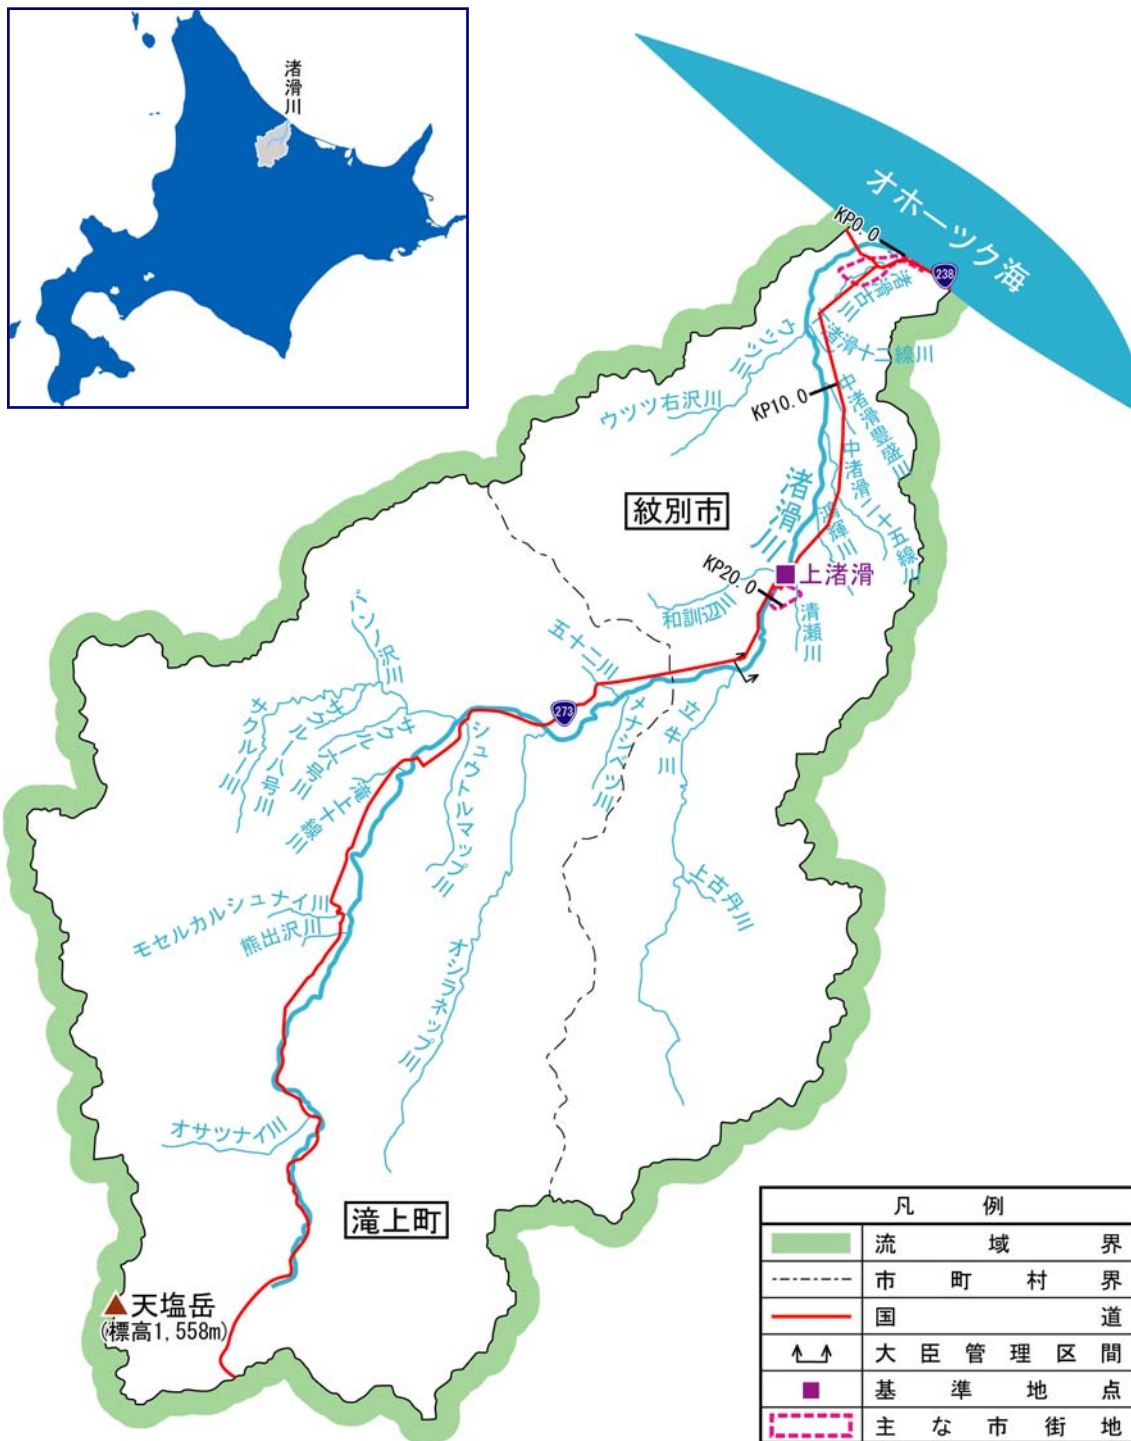 渚滑川
オホーツク海
KP0.0
238
渚滑古川
ウツツ川
渚滑十二線川
ウツツ右沢川
KP10.0
中渚滑豊盛川
中渚滑二十五線川
渚滑川
紋別市
鴻輝川
上渚滑
KP20.0
和訓辺川
清瀬川
パンノ沢川
五十二川
273
立牛川
メナシベツ川
サクルー川
サクルー八号川
サクルー六号川
滝上十線川
シュウトルマップ川
上古丹川
モセルカルシュナイ川
熊出沢川
オシラネップ川
オサツナイ川
滝上町
天塩岳
(標高1,558m)
凡例
流域界
市町村界
国道
大臣管理区間
基準地点
主な市街地